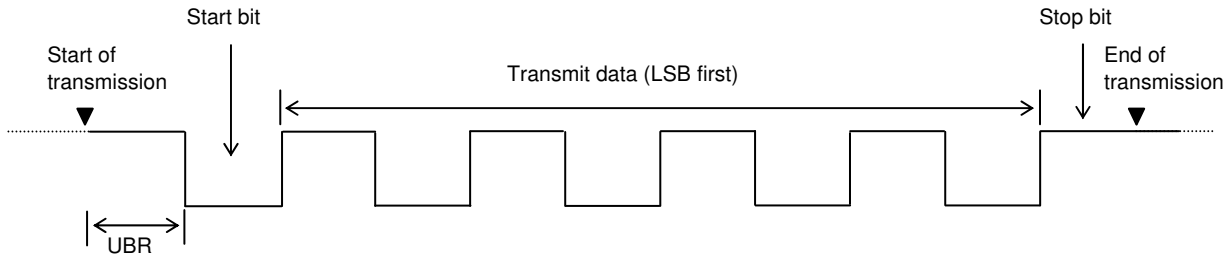 Start bit
Stop bit
Start of
transmission
Transmit data (LSB first)
End of
transmission
UBR